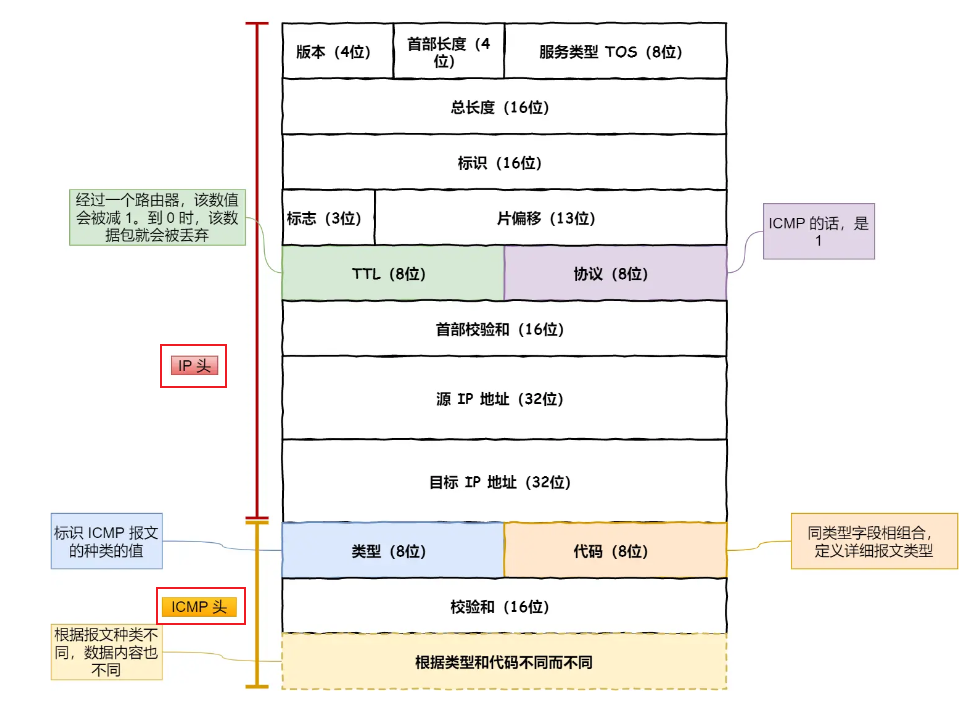 版本（4位）
首部长度（4
位）
服务类型 TOS（8位）
总长度（16位）
标识（16位）
经过一个路由器，该数值
会被减 1。到 0 时，该数
据包就会被丢弃
标志（3位）
片偏移（13位）
ICMP 的话，是
1
TTL（8位）
协议（8位）
首部校验和（16位）
IP 头
源 IP 地址（32位）
目标 IP 地址（32位）
标识 ICMP 报文
的种类的值
类型（8位）
代码（8位）
同类型字段相组合，
定义详细报文类型
ICMP 头
校验和（16位）
根据报文种类不
同，数据内容也
不同
根据类型和代码不同而不同